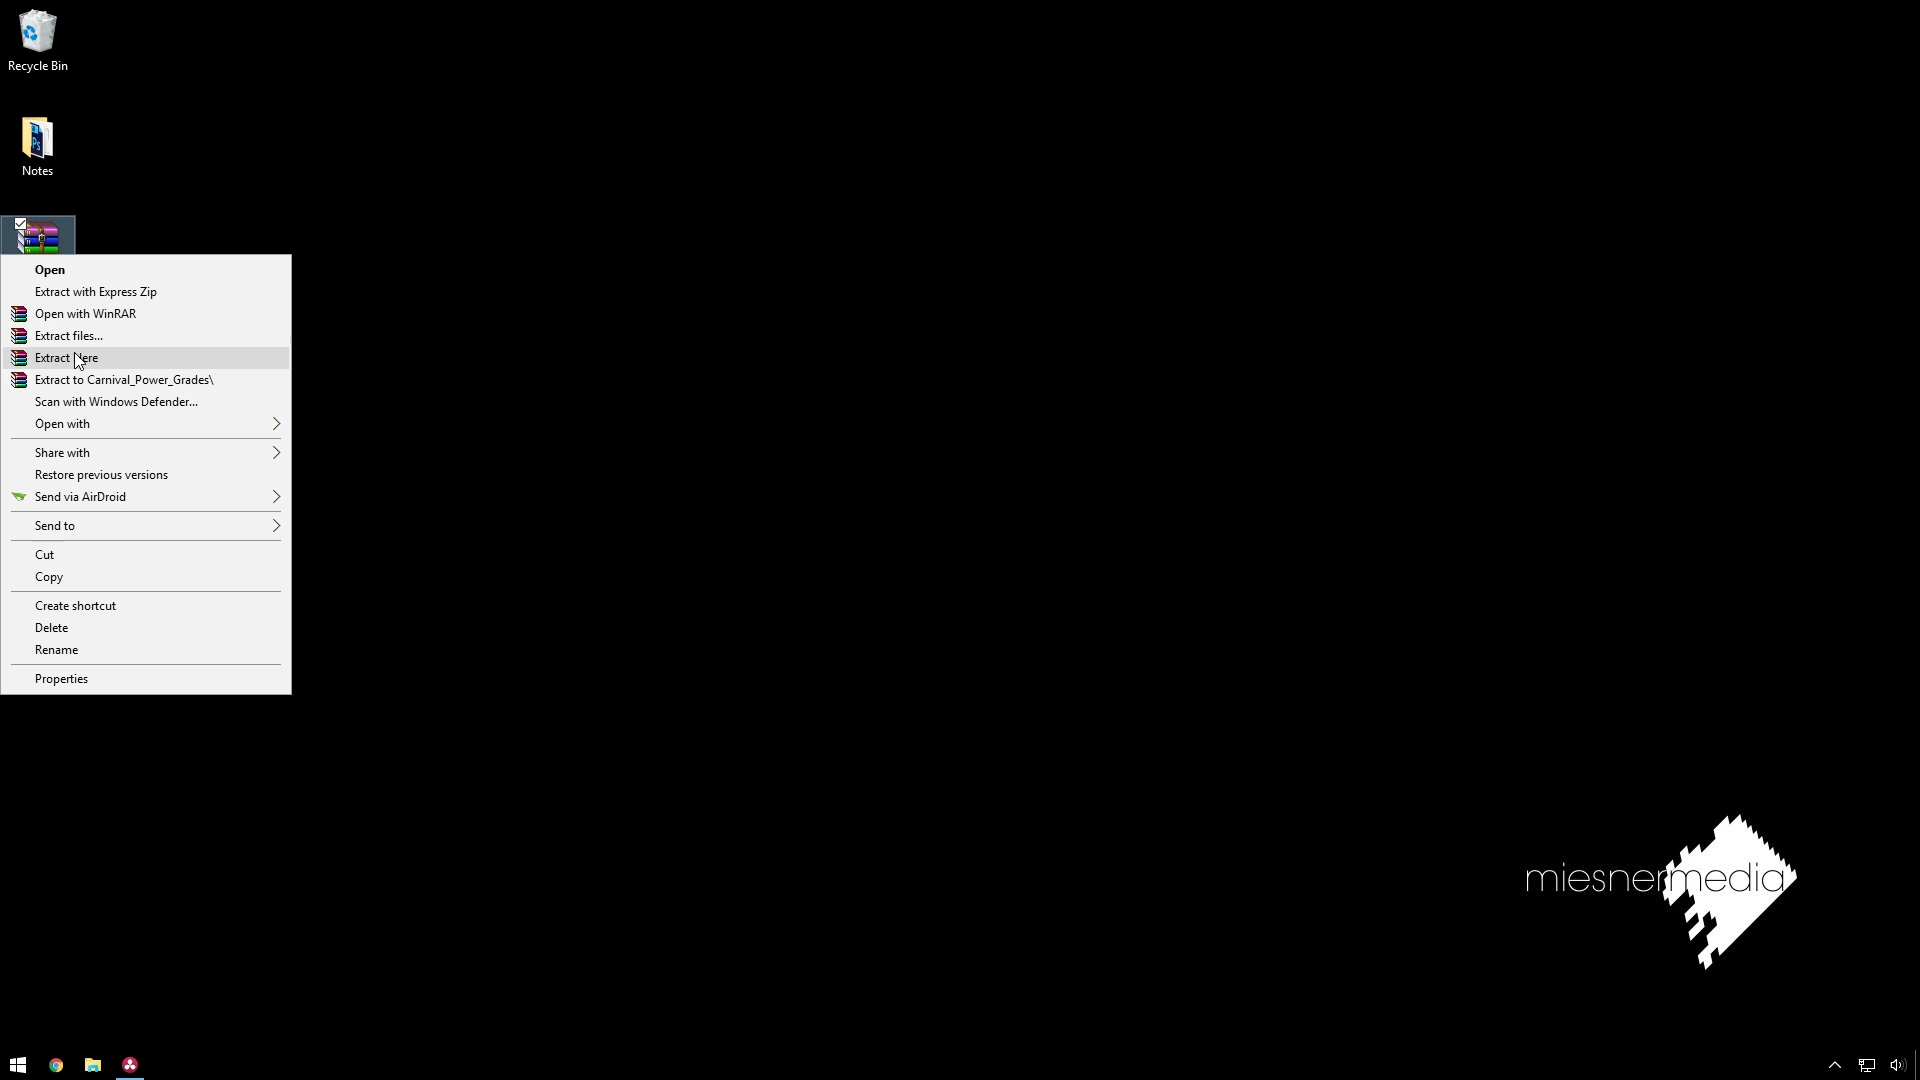 Recycle Bin
Notes
Open
Extract with Express Zip
Open with WinRAR
Extract files...
Extract Here
Extract to Carnival_Power_Grades\
Scan with Windows Defender...
Open with
Share with
Restore previous versions
Send via AirDroid
Send to
Cut
Copy
Create shortcut
Delete
Rename
Properties
miesnermedia